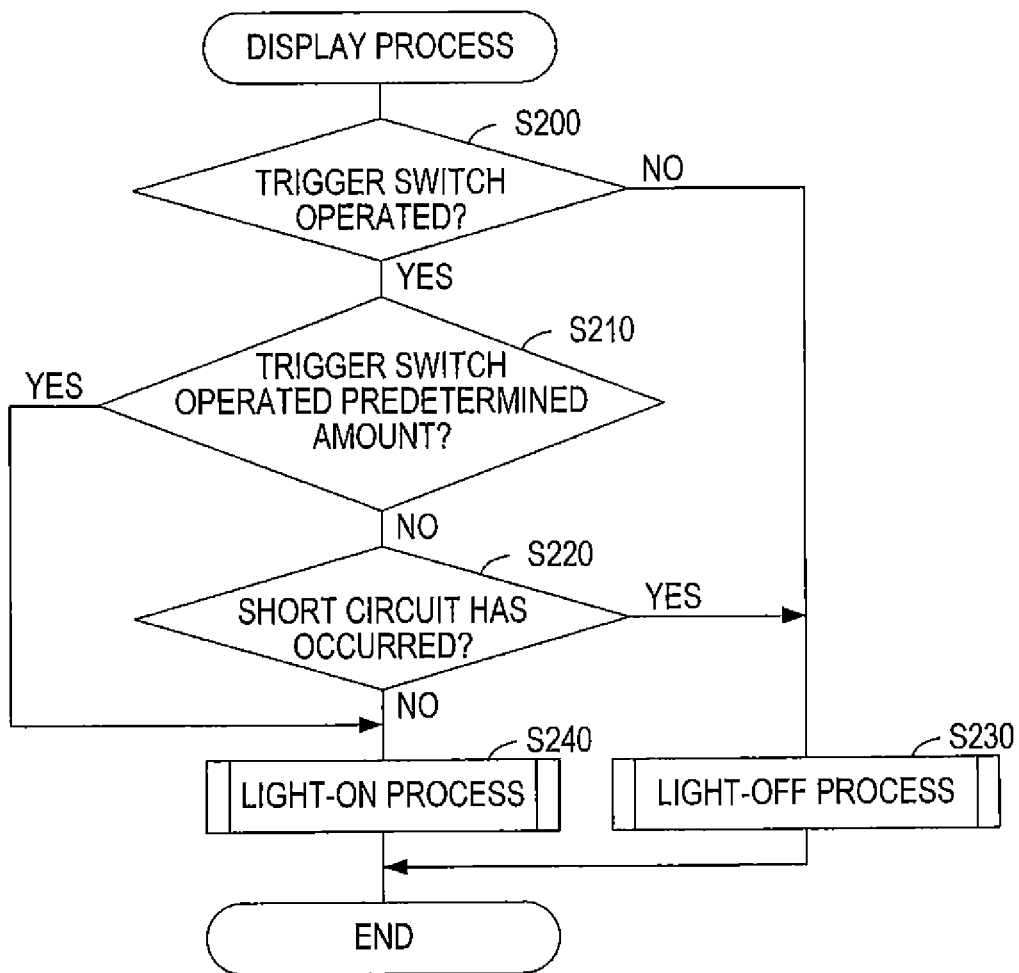 DISPLAY PROCESS
S200
TRIGGER SWITCH
OPERATED?
NO
YES
S210
TRIGGER SWITCH
OPERATED PREDETERMINED
AMOUNT?
YES
NO
S220
SHORT CIRCUIT HAS
OCCURRED?
YES
NO
S240
LIGHT-ON PROCESS
S230
LIGHT-OFF PROCESS
END